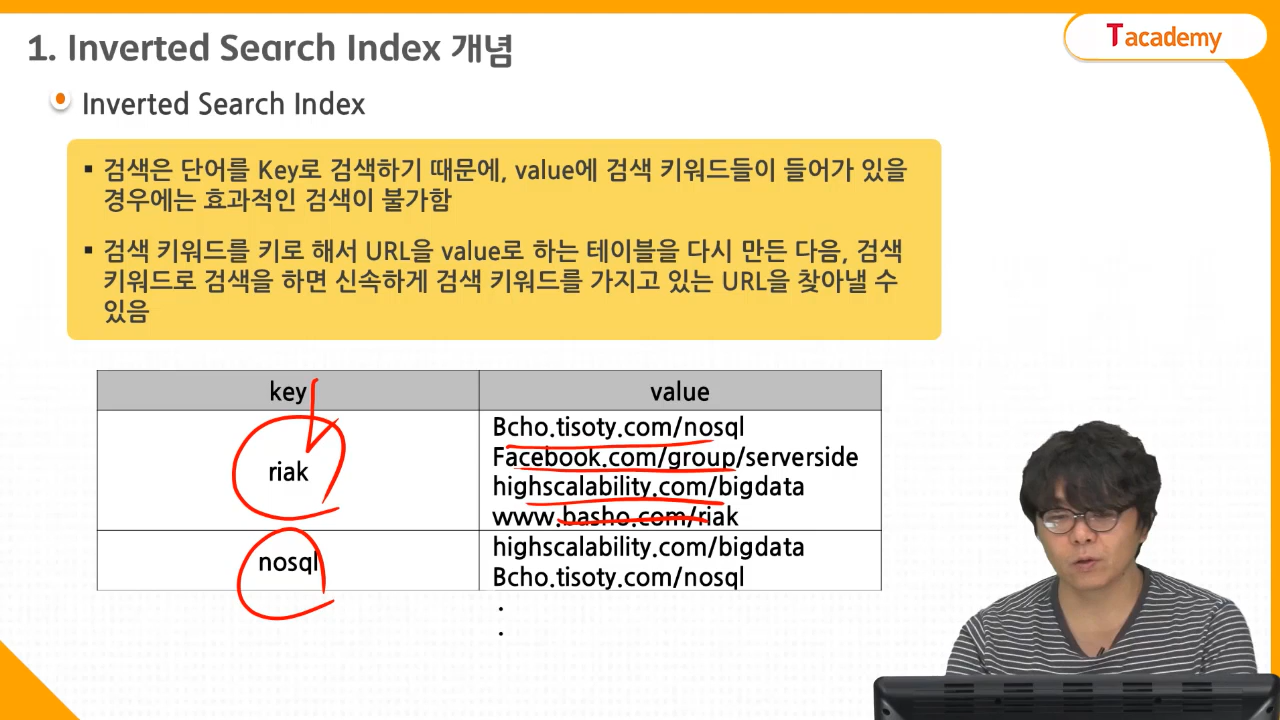 1. Inverted Search Index 개념
Tacademy
Inverted Search Index
▪ 검색은 단어를 Key로 검색하기 때문에, value에 검색 키워드들이 들어가 있을
경우에는 효과적인 검색이 불가함
▪ 검색 키워드를 키로 해서 URL을 value로 하는 테이블을 다시 만든 다음, 검색
키워드로 검색을 하면 신속하게 검색 키워드를 가지고 있는 URL을 찾아낼 수
있음
key value
riak
Bcho.tisoty.com/nosql
Facebook.com/group/serverside
highscalability.com/bigdata
www.basho.com/riak
nosql
highscalability.com/bigdata
Bcho.tisoty.com/nosql
.
.